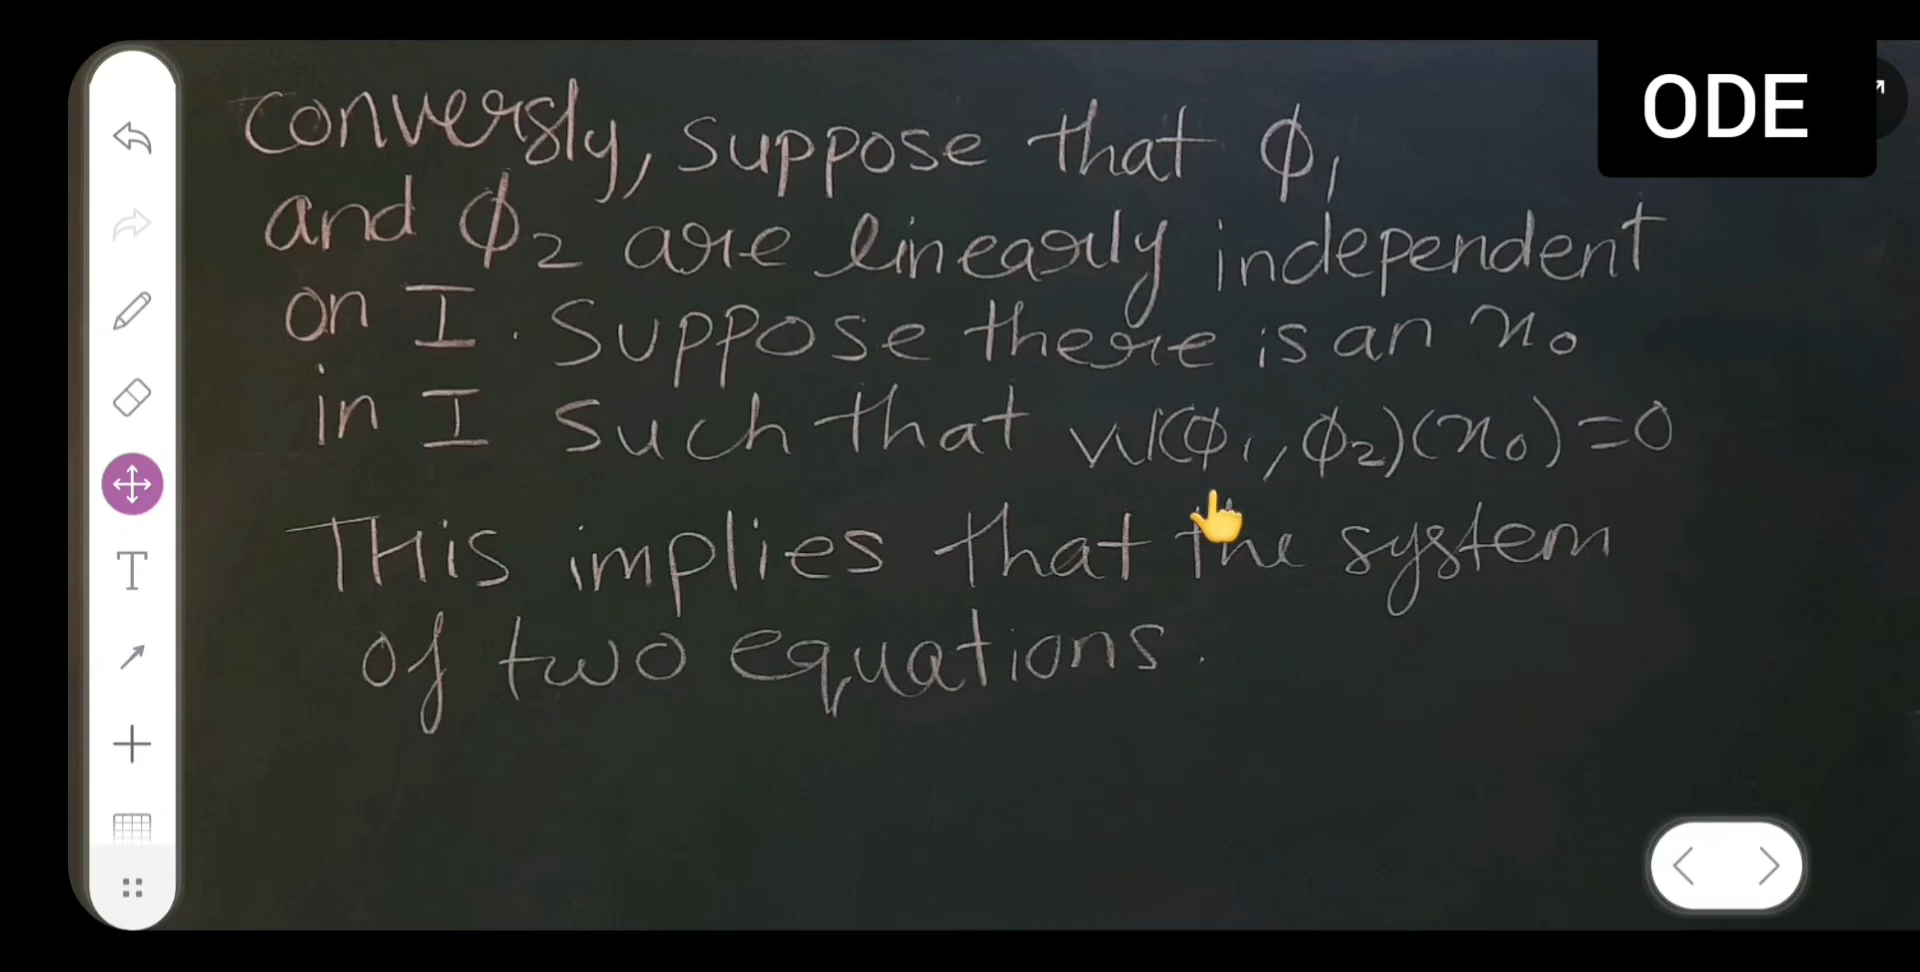 ODE
Conversly, suppose that ϕ₁
and ϕ₂ are linearly independent
on I. Suppose there is an x₀
in I such that W(ϕ₁, ϕ₂)(x₀)=0
THis implies that the system
of two equations.
T